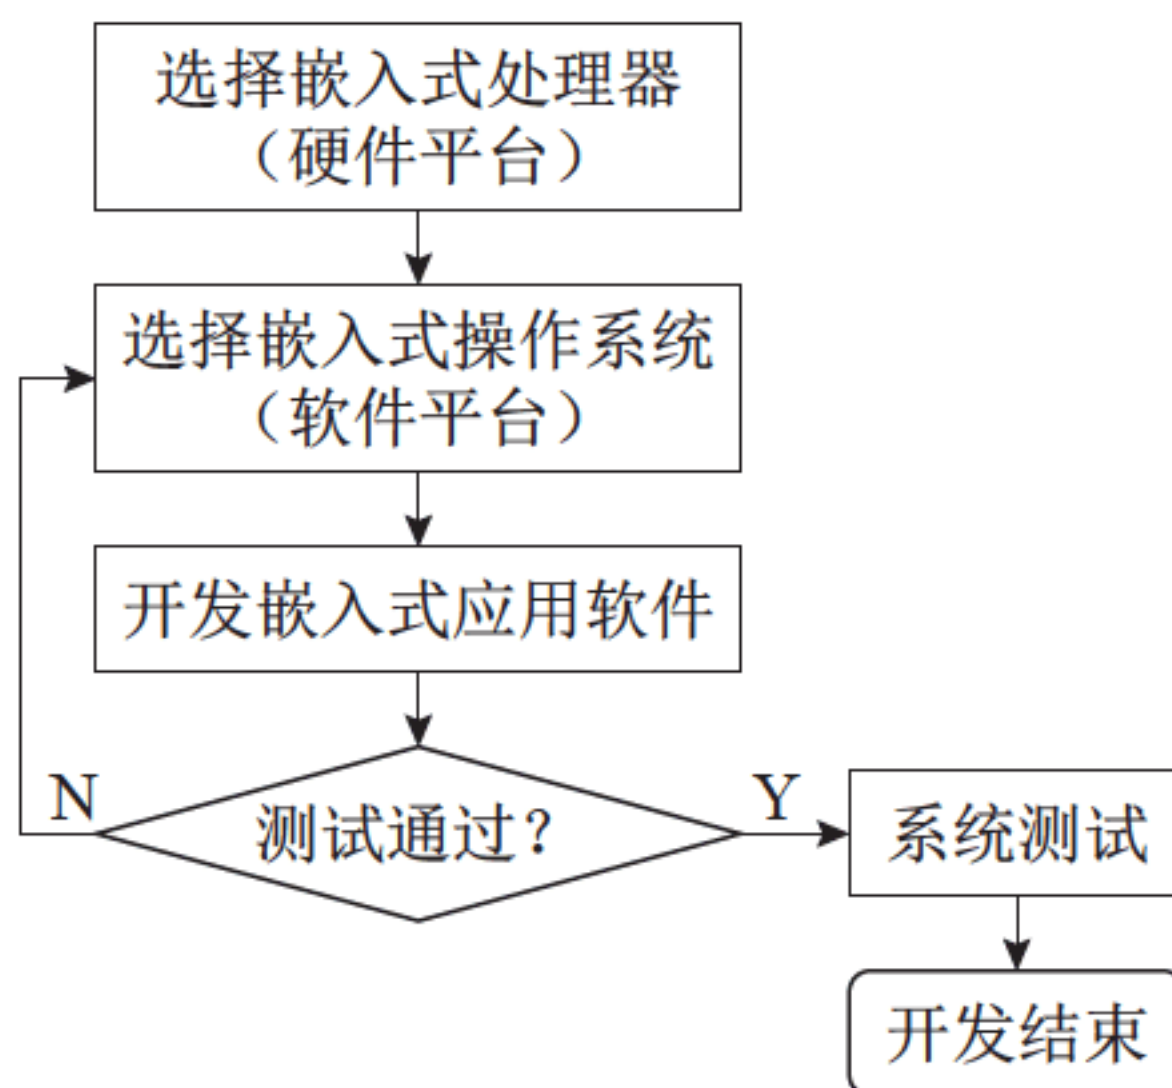 选择嵌入式处理器
（硬件平台）
选择嵌入式操作系统
（软件平台）
开发嵌入式应用软件
测试通过？
N
Y
系统测试
开发结束